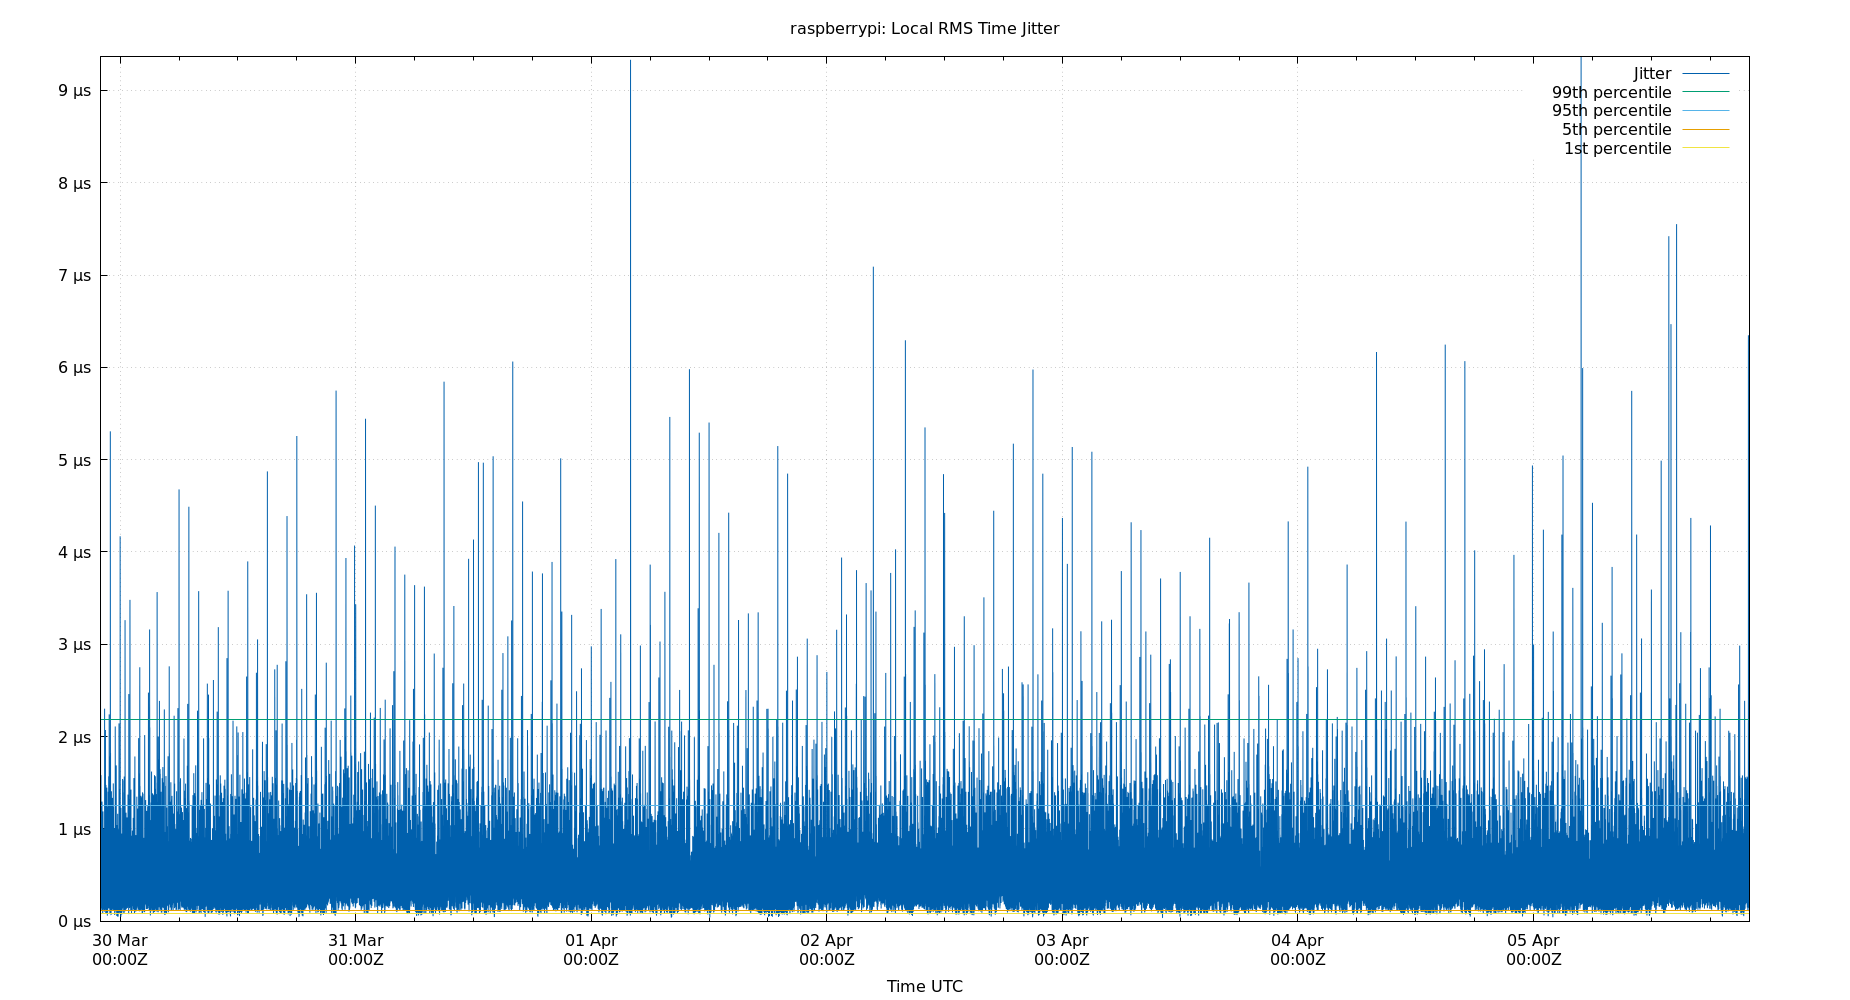 raspberrypi: Local RMS Time Jitter
Jitter
99th percentile
95th percentile
5th percentile
1st percentile
9 µs
8 µs
7 µs
6 µs
5 µs
4 µs
3 µs
2 µs
1 µs
0 µs
30 Mar 31 Mar 01 Apr 02 Apr 03 Apr 04 Apr 05 Apr
00:00Z 00:00Z 00:00Z 00:00Z 00:00Z 00:00Z 00:00Z
Time UTC